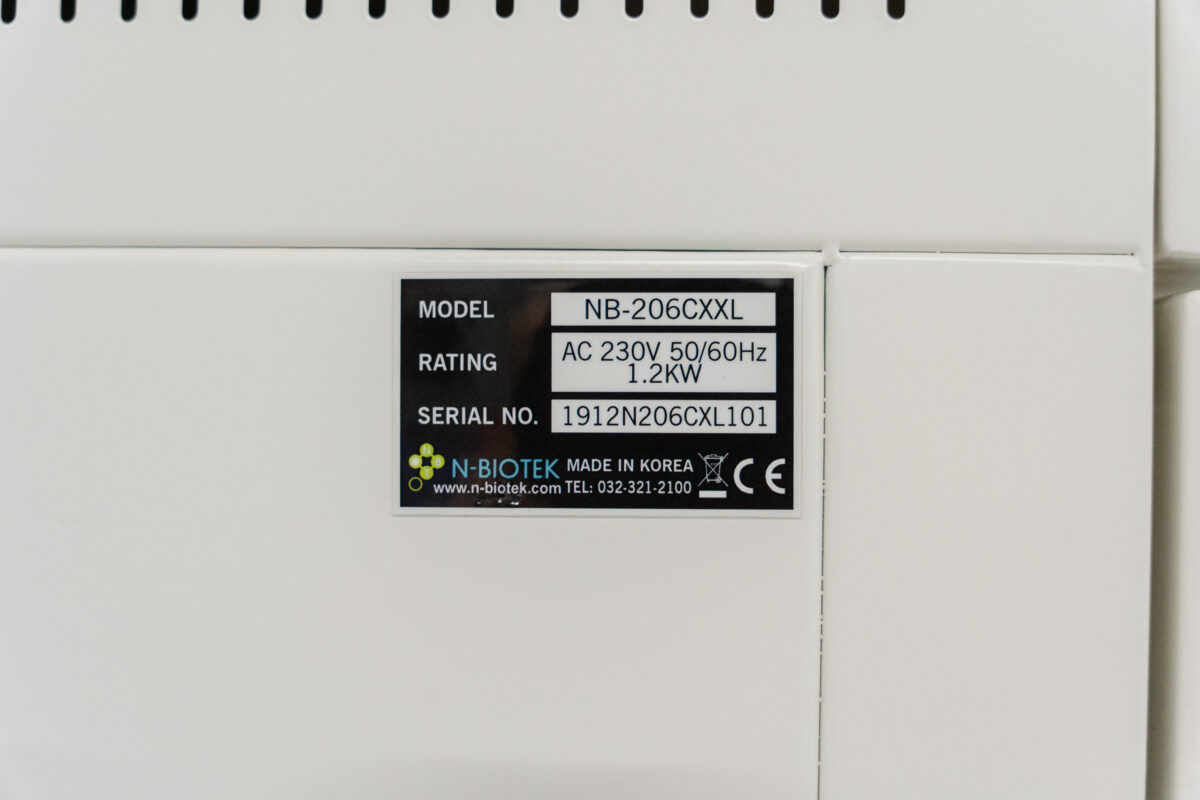 MODEL NB-206CXXL
RATING AC 230V 50/60Hz
1.2KW
SERIAL NO. 1912N206CXL101
N-BIOTEK MADE IN KOREA
www.n-biotek.com TEL: 032-321-2100
CE